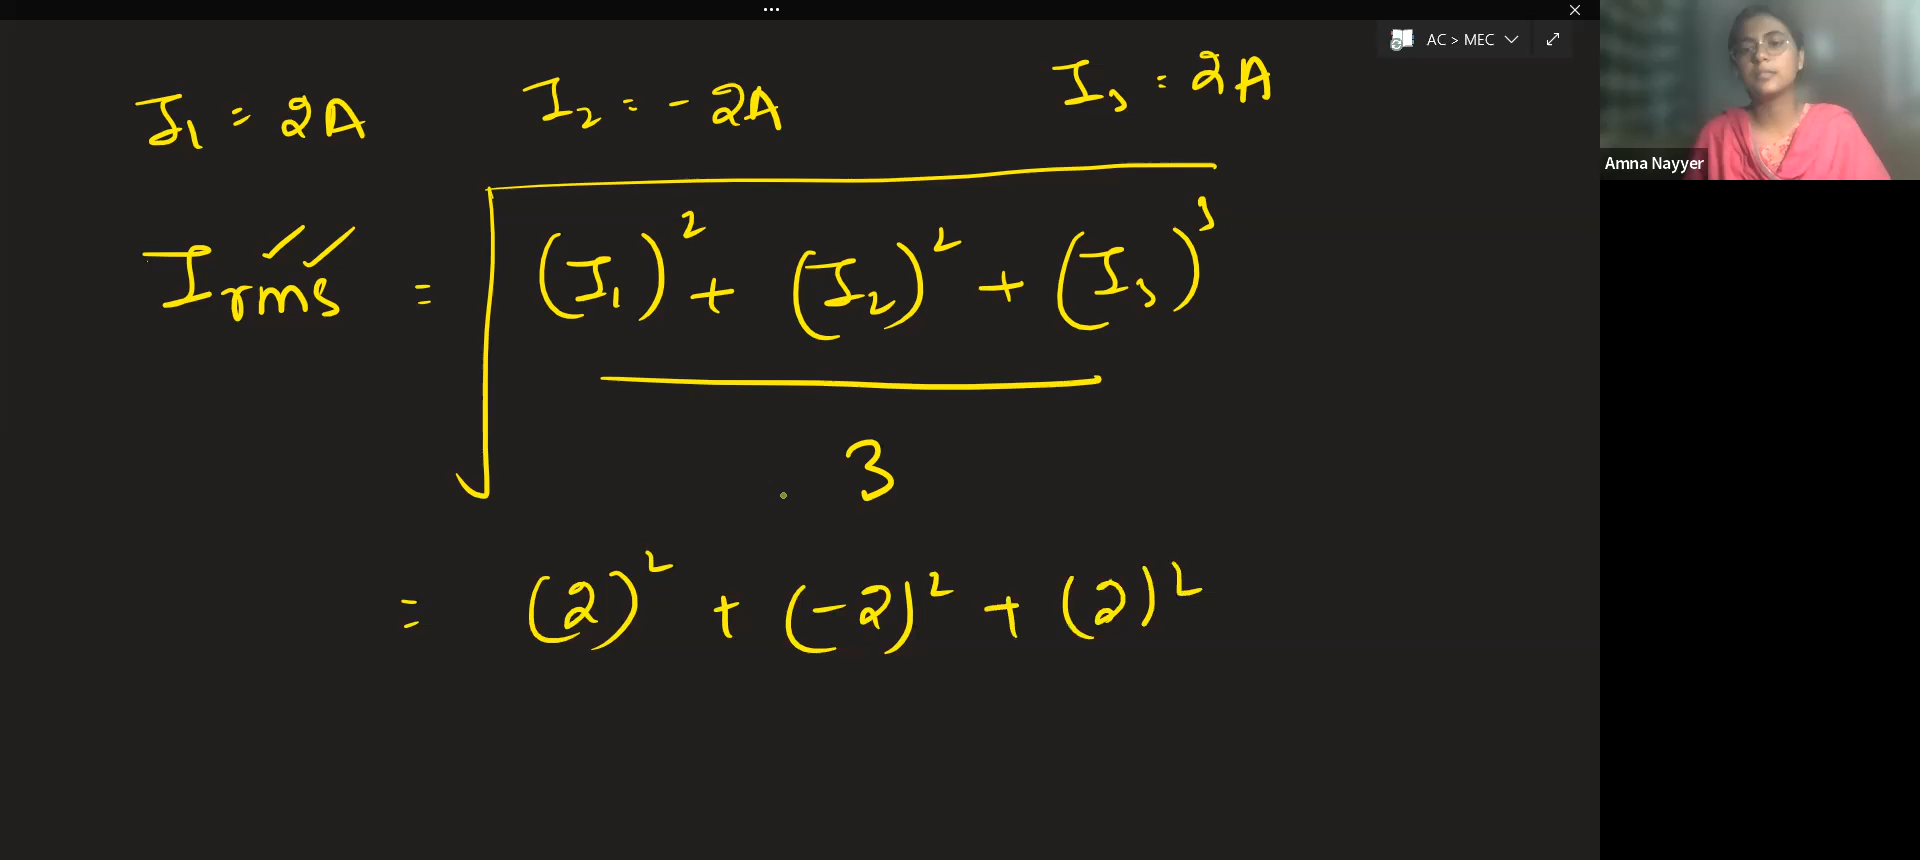 AC > MEC
I₁ = 2A I₂ = - 2A I₃ = 2A
Irms = √ (I₁)² + (I₂)² + (I₃)³
3
= (2)² + (-2)² + (2)²
Amna Nayyer